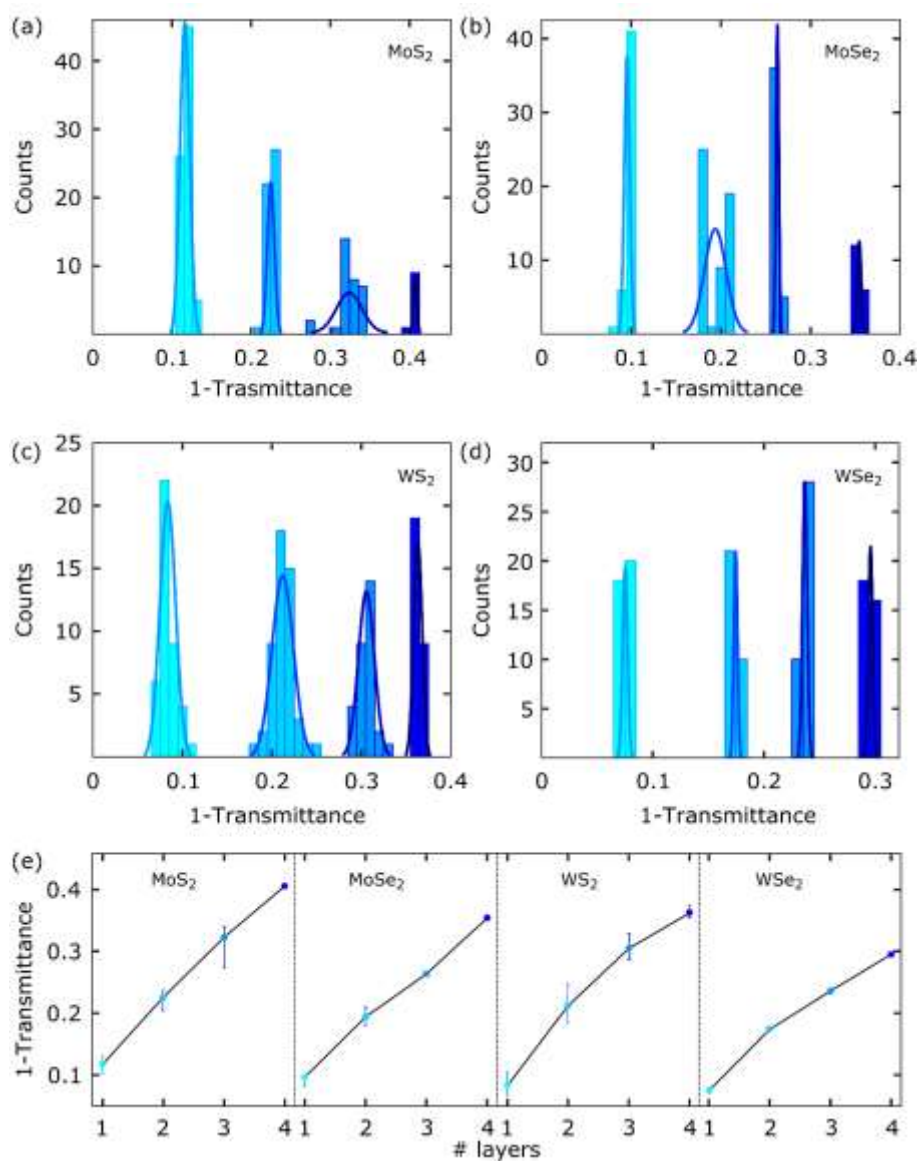 (a) MoS2
40
30
20
10
Counts
0 0.1 0.2 0.3 0.4
1-Trasmittance
(b) MoSe2
40
30
20
10
Counts
0 0.1 0.2 0.3 0.4
1-Trasmittance
(c) WS2
25
20
15
10
5
Counts
0 0.1 0.2 0.3 0.4
1-Transmittance
(d) WSe2
30
25
20
15
10
5
Counts
0 0.1 0.2 0.3
1-Transmittance
(e) MoS2 MoSe2 WS2 WSe2
0.4
0.3
0.2
0.1
1-Transmittance
1 2 3 4 1 2 3 4 1 2 3 4 1 2 3 4
# layers